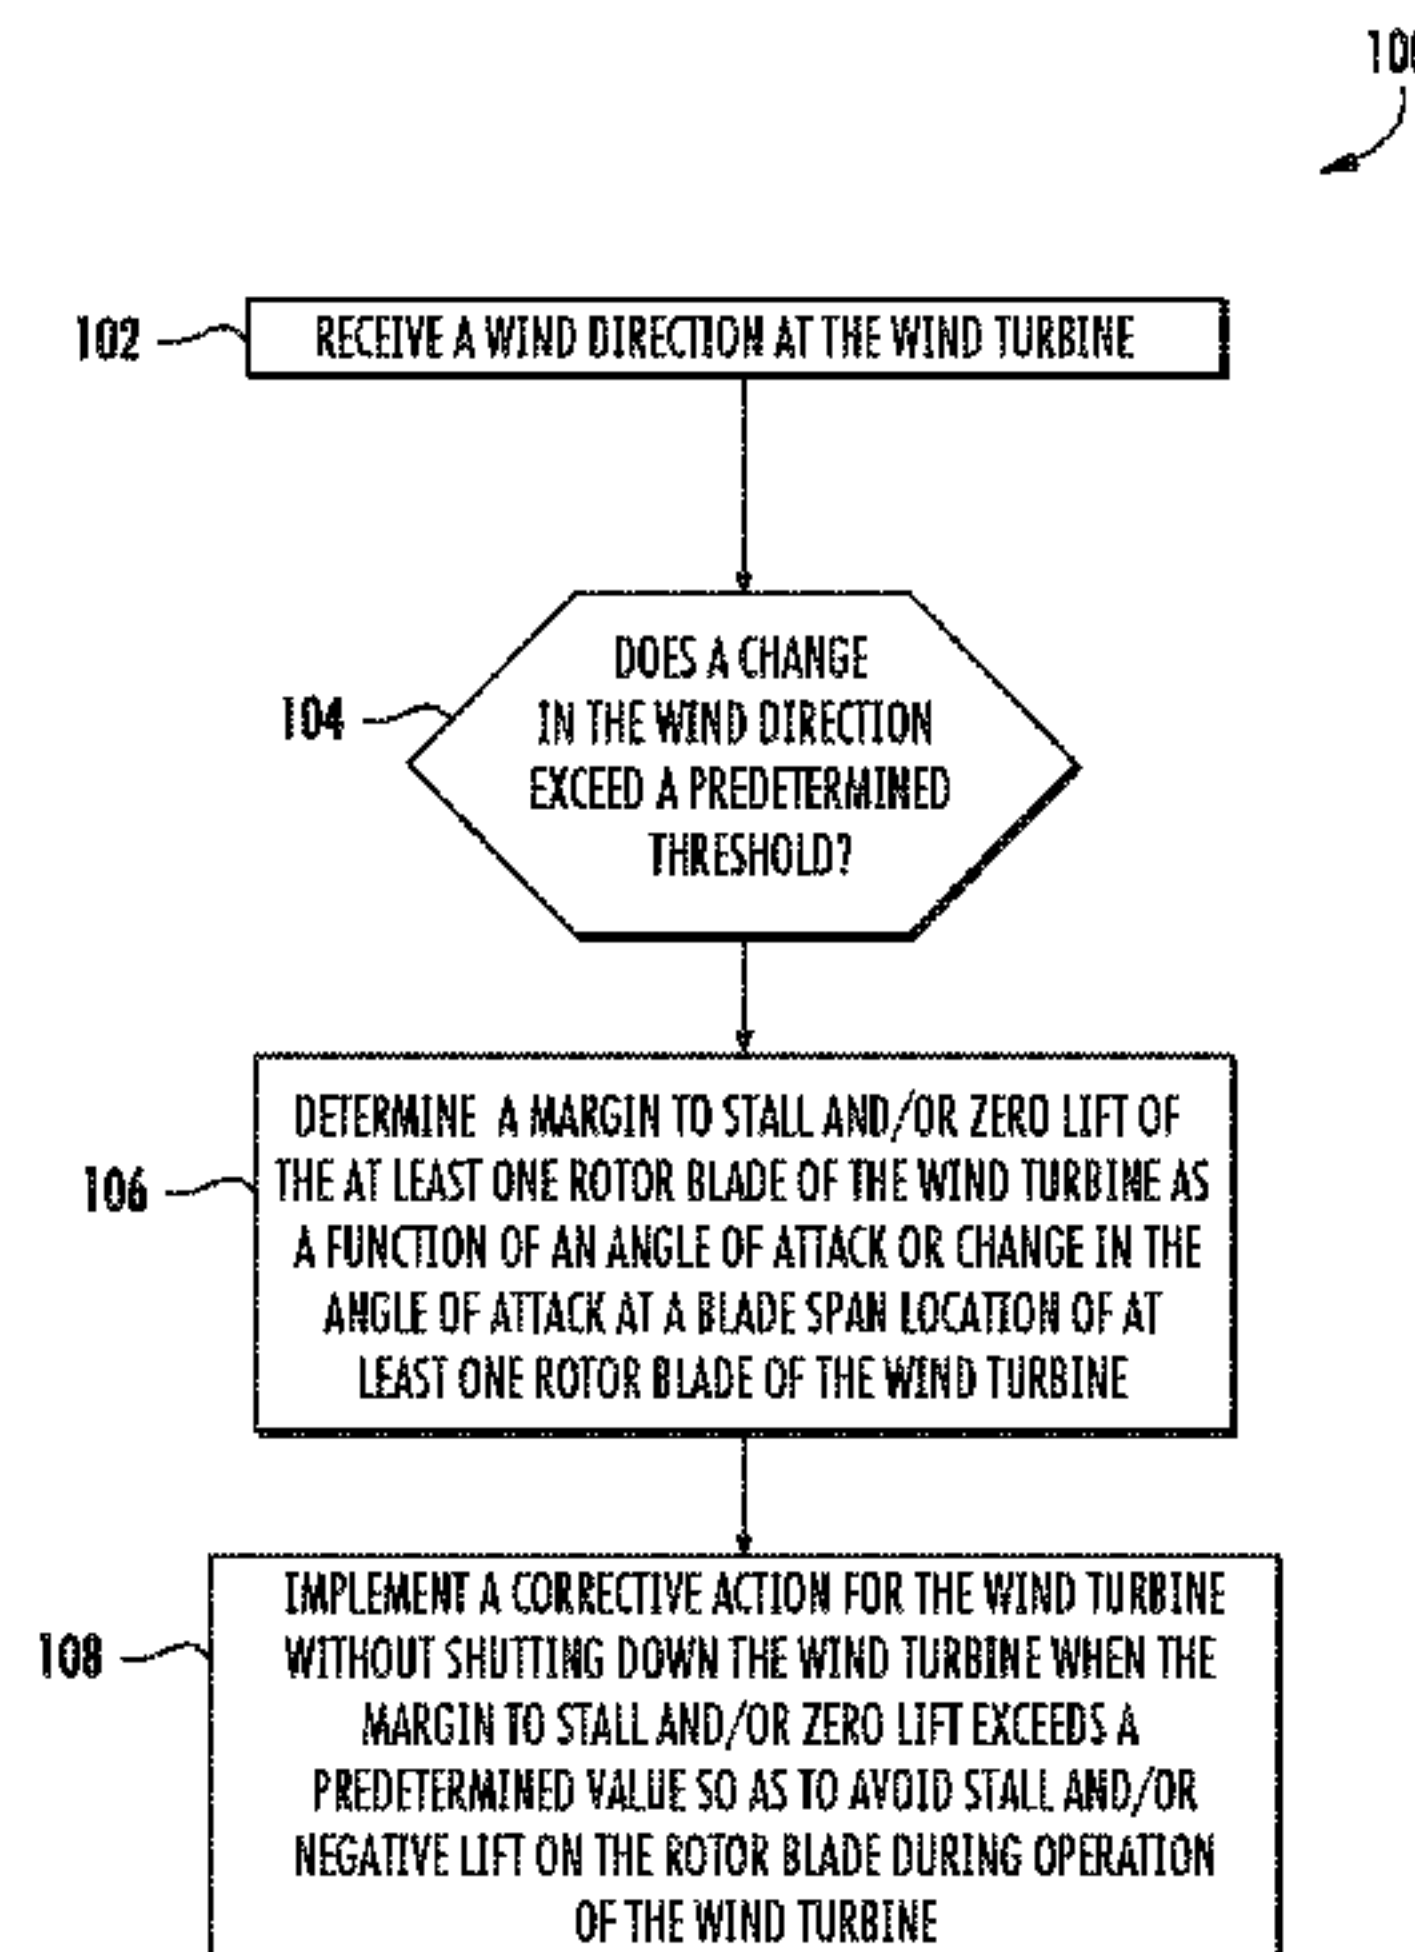 100
102
RECEIVE A WIND DIRECTION AT THE WIND TURBINE
104
DOES A CHANGE
IN THE WIND DIRECTION
EXCEED A PREDETERMINED
THRESHOLD?
106
DETERMINE A MARGIN TO STALL AND/OR ZERO LIFT OF
THE AT LEAST ONE ROTOR BLADE OF THE WIND TURBINE AS
A FUNCTION OF AN ANGLE OF ATTACK OR CHANGE IN THE
ANGLE OF ATTACK AT A BLADE SPAN LOCATION OF AT
LEAST ONE ROTOR BLADE OF THE WIND TURBINE
108
IMPLEMENT A CORRECTIVE ACTION FOR THE WIND TURBINE
WITHOUT SHUTTING DOWN THE WIND TURBINE WHEN THE
MARGIN TO STALL AND/OR ZERO LIFT EXCEEDS A
PREDETERMINED VALUE SO AS TO AVOID STALL AND/OR
NEGATIVE LIFT ON THE ROTOR BLADE DURING OPERATION
OF THE WIND TURBINE